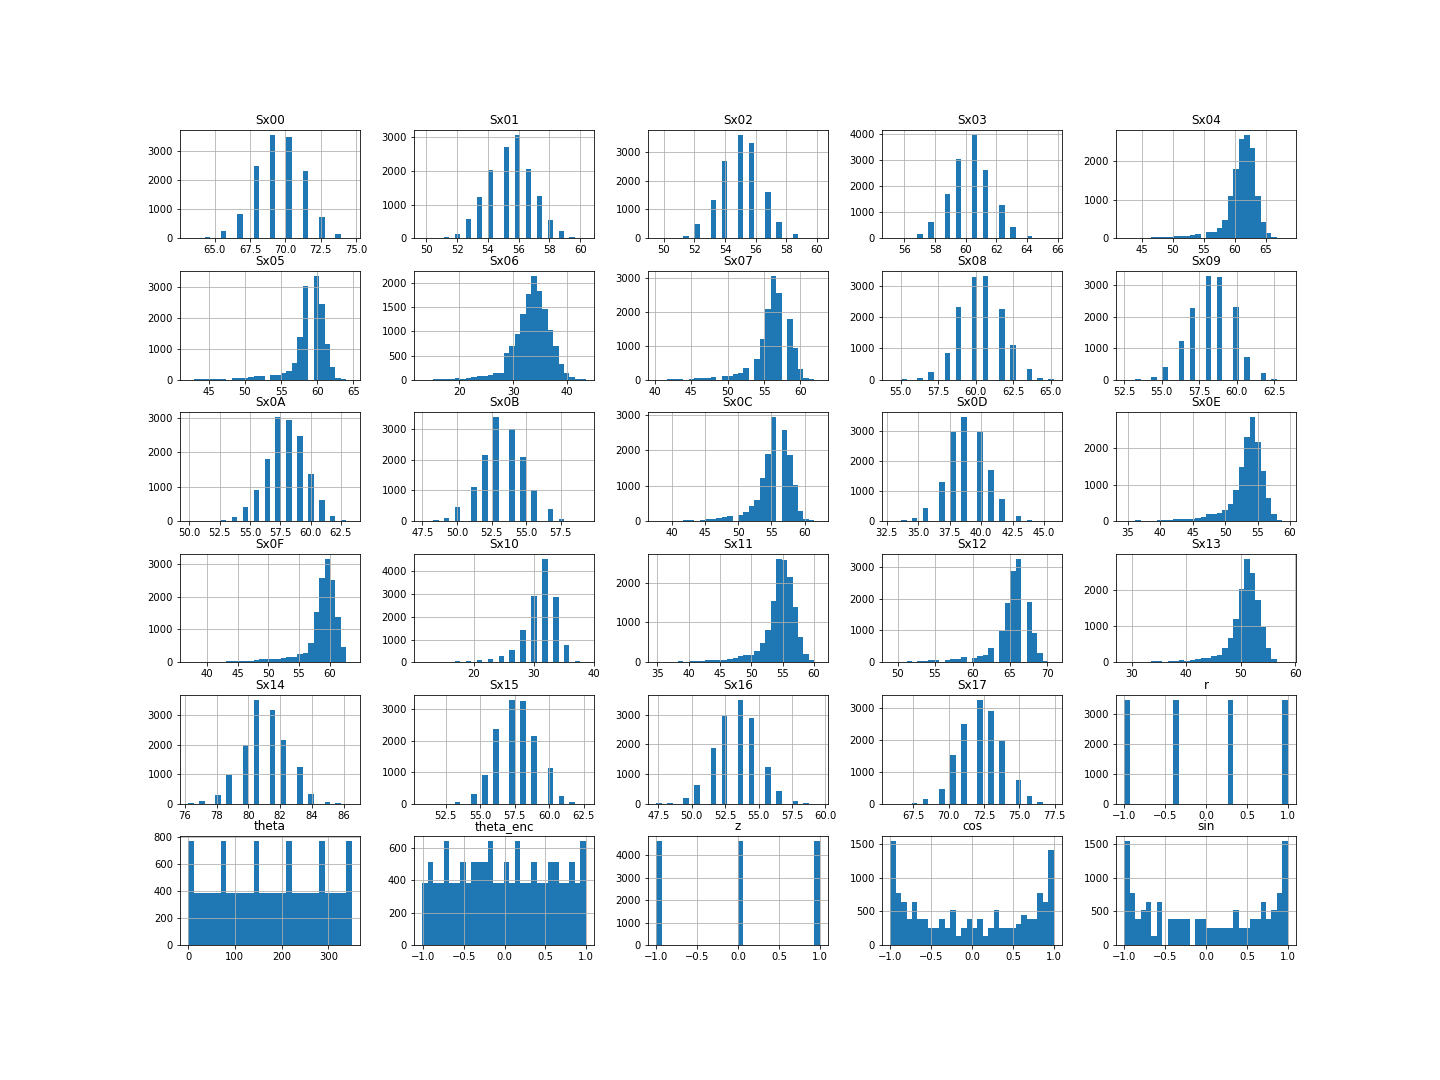 Sx00 Sx01 Sx02 Sx03 Sx04
3000 2000 1000 0 3000 2000 1000 0 3000 2000 1000 0 4000 3000 2000 1000 0 2000 1000 0
65.0 67.5 70.0 72.5 75.0 50 52 54 56 58 60 50 52 54 56 58 60 56 58 60 62 64 66 45 50 55 60 65
Sx05 Sx06 Sx07 Sx08 Sx09
3000 2000 1000 0 2000 1500 1000 500 0 3000 2000 1000 0 3000 2000 1000 0 3000 2000 1000 0
45 50 55 60 65 20 30 40 40 45 50 55 60 55.0 57.5 60.0 62.5 65.0 52.5 55.0 57.5 60.0 62.5
Sx0A Sx0B Sx0C Sx0D Sx0E
3000 2000 1000 0 3000 2000 1000 0 3000 2000 1000 0 3000 2000 1000 0 2000 1000 0
50.0 52.5 55.0 57.5 60.0 62.5 47.5 50.0 52.5 55.0 57.5 40 45 50 55 60 32.5 35.0 37.5 40.0 42.5 45.0 35 40 45 50 55 60
Sx0F Sx10 Sx11 Sx12 Sx13
3000 2000 1000 0 4000 3000 2000 1000 0 2000 1000 0 3000 2000 1000 0 3000 2000 1000 0
40 45 50 55 60 20 30 40 35 40 45 50 55 60 50 55 60 65 70 30 40 50 60
Sx14 Sx15 Sx16 Sx17 r
3000 2000 1000 0 3000 2000 1000 0 3000 2000 1000 0 3000 2000 1000 0 3000 2000 1000 0
76 78 80 82 84 86 52.5 55.0 57.5 60.0 62.5 47.5 50.0 52.5 55.0 57.5 60.0 67.5 70.0 72.5 75.0 77.5 −1.0 −0.5 0.0 0.5 1.0
theta theta_enc z cos sin
800 600 400 200 0 600 400 200 0 4000 3000 2000 1000 0 1500 1000 500 0 1500 1000 500 0
0 100 200 300 −1.0 −0.5 0.0 0.5 1.0 −1.0 −0.5 0.0 0.5 1.0 −1.0 −0.5 0.0 0.5 1.0 −1.0 −0.5 0.0 0.5 1.0